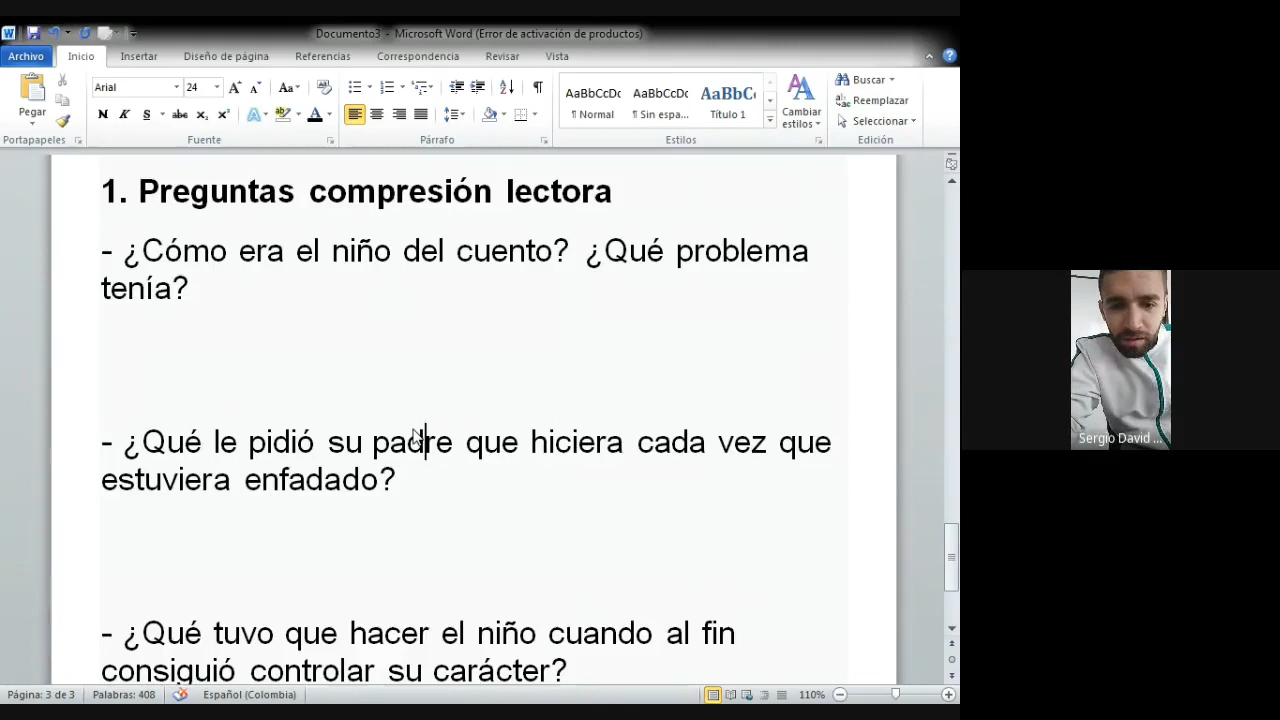 Documento3 - Microsoft Word (Error de activación de productos)
Archivo Inicio Insertar Diseño de página Referencias Correspondencia Revisar Vista
Pegar
Arial 24
Buscar
Reemplazar
Seleccionar
AaBbCcDc AaBbCcDc AaBbC
¶ Normal ¶ Sin espa... Título 1
Cambiar estilos
Portapapeles Fuente Párrafo Estilos Edición
1. Preguntas compresión lectora
- ¿Cómo era el niño del cuento? ¿Qué problema
tenía?
- ¿Qué le pidió su padre que hiciera cada vez que
estuviera enfadado?
- ¿Qué tuvo que hacer el niño cuando al fin
consiguió controlar su carácter?
Sergio David ...
Página: 3 de 3 Palabras: 408 Español (Colombia) 110%